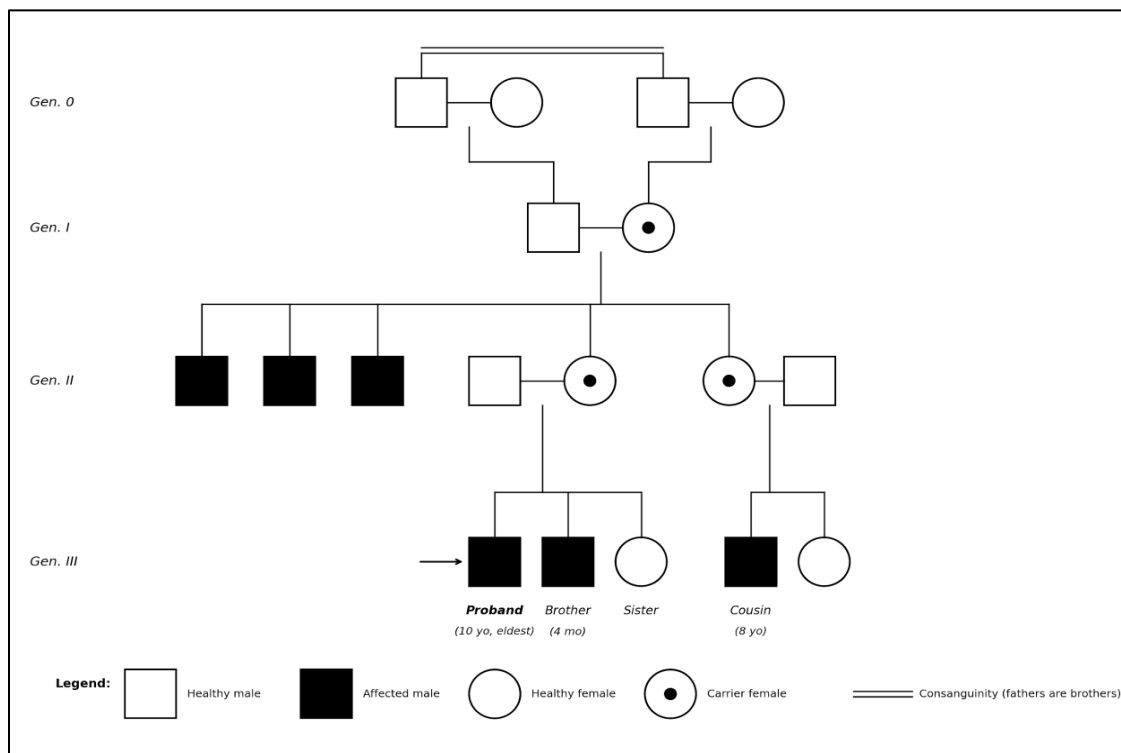 Gen. 0
Gen. I
Gen. II
Gen. III
Proband Brother Sister Cousin
(10 yo, eldest) (4 mo) (8 yo)
Legend: Healthy male Affected male Healthy female Carrier female Consanguinity (fathers are brothers)